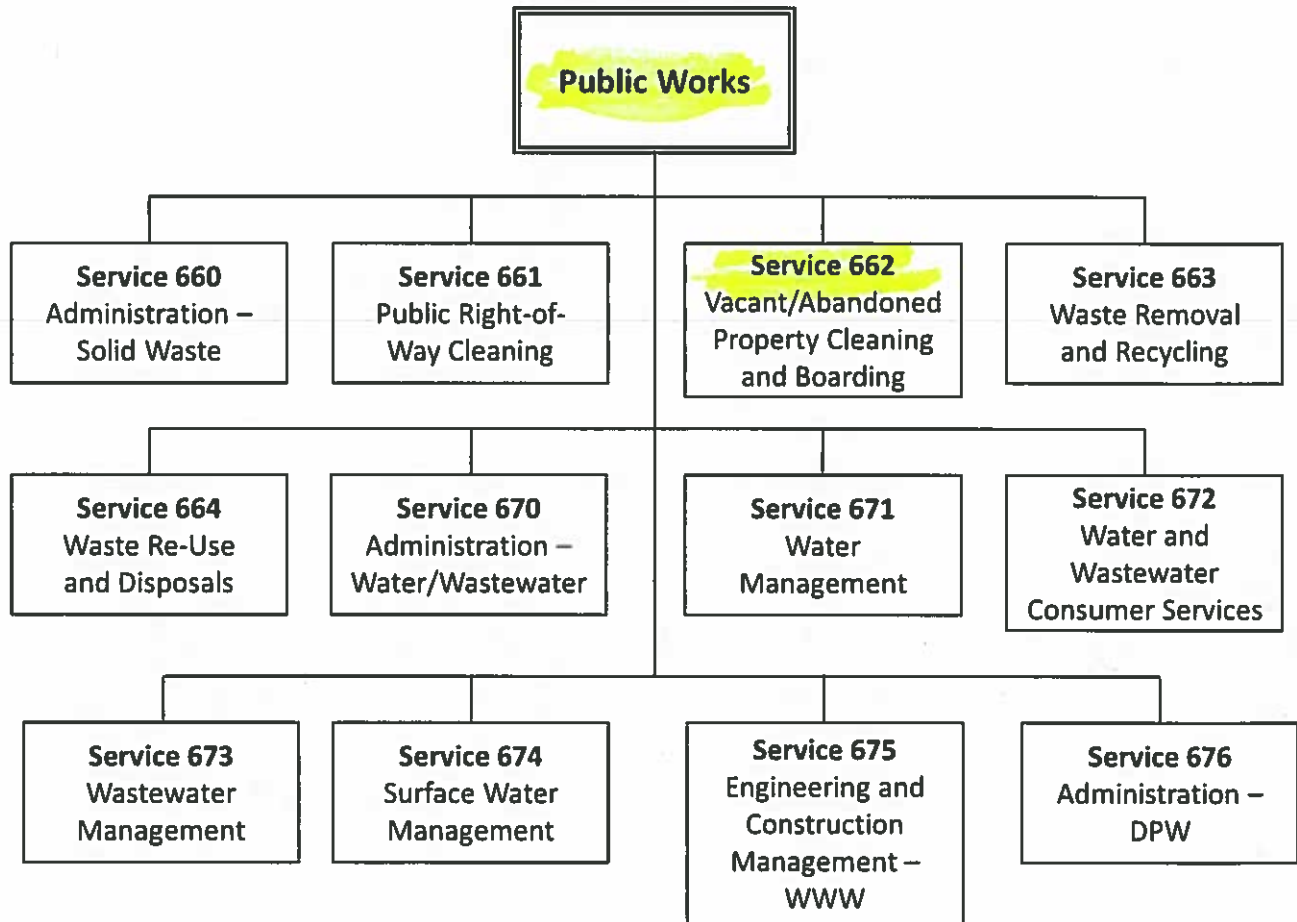 Public Works
Service 660
Administration –
Solid Waste
Service 661
Public Right-of-
Way Cleaning
Service 662
Vacant/Abandoned
Property Cleaning
and Boarding
Service 663
Waste Removal
and Recycling
Service 664
Waste Re-Use
and Disposals
Service 670
Administration –
Water/Wastewater
Service 671
Water
Management
Service 672
Water and
Wastewater
Consumer Services
Service 673
Wastewater
Management
Service 674
Surface Water
Management
Service 675
Engineering and
Construction
Management –
WWW
Service 676
Administration –
DPW